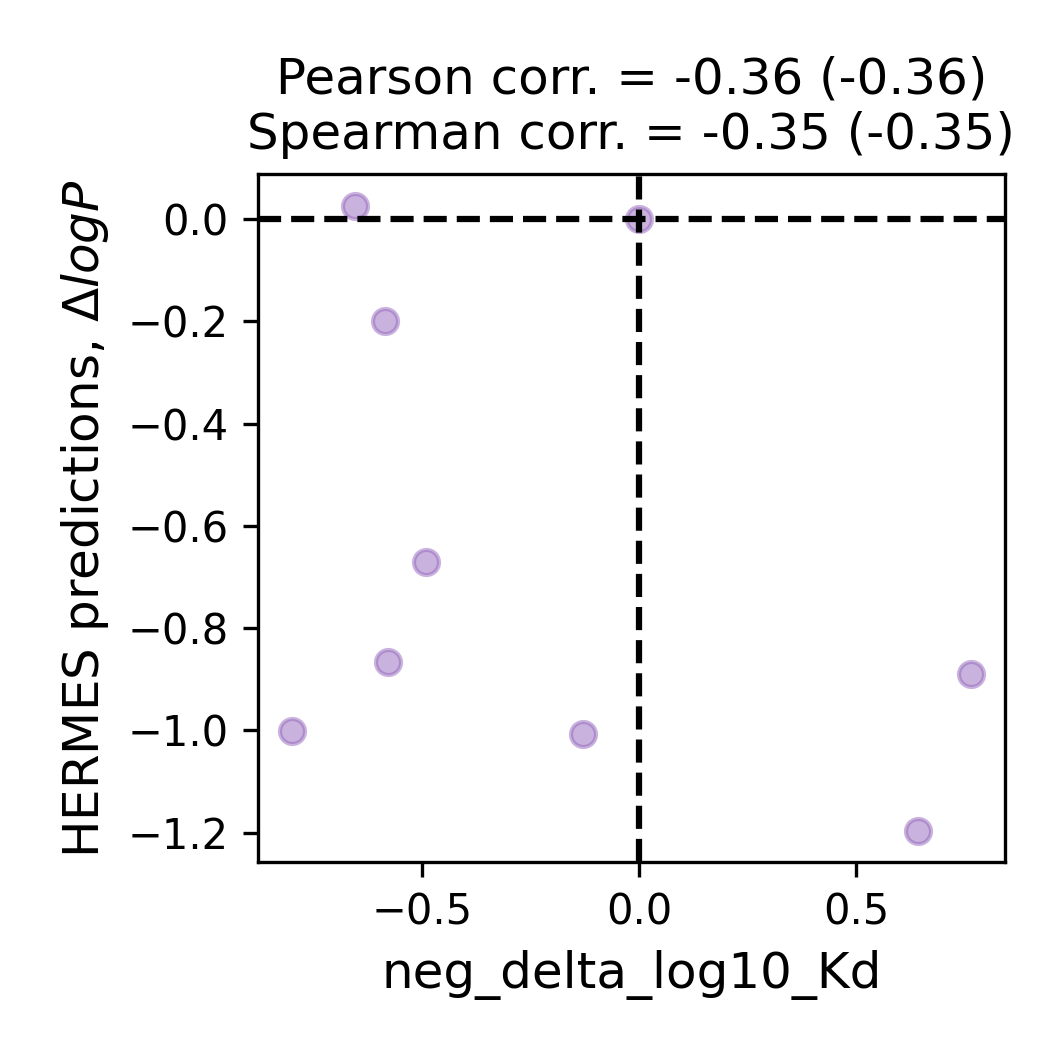 Pearson corr. = -0.36 (-0.36)
Spearman corr. = -0.35 (-0.35)
HERMES predictions, ΔlogP
0.0
−0.2
−0.4
−0.6
−0.8
−1.0
−1.2
−0.5
0.0
0.5
neg_delta_log10_Kd